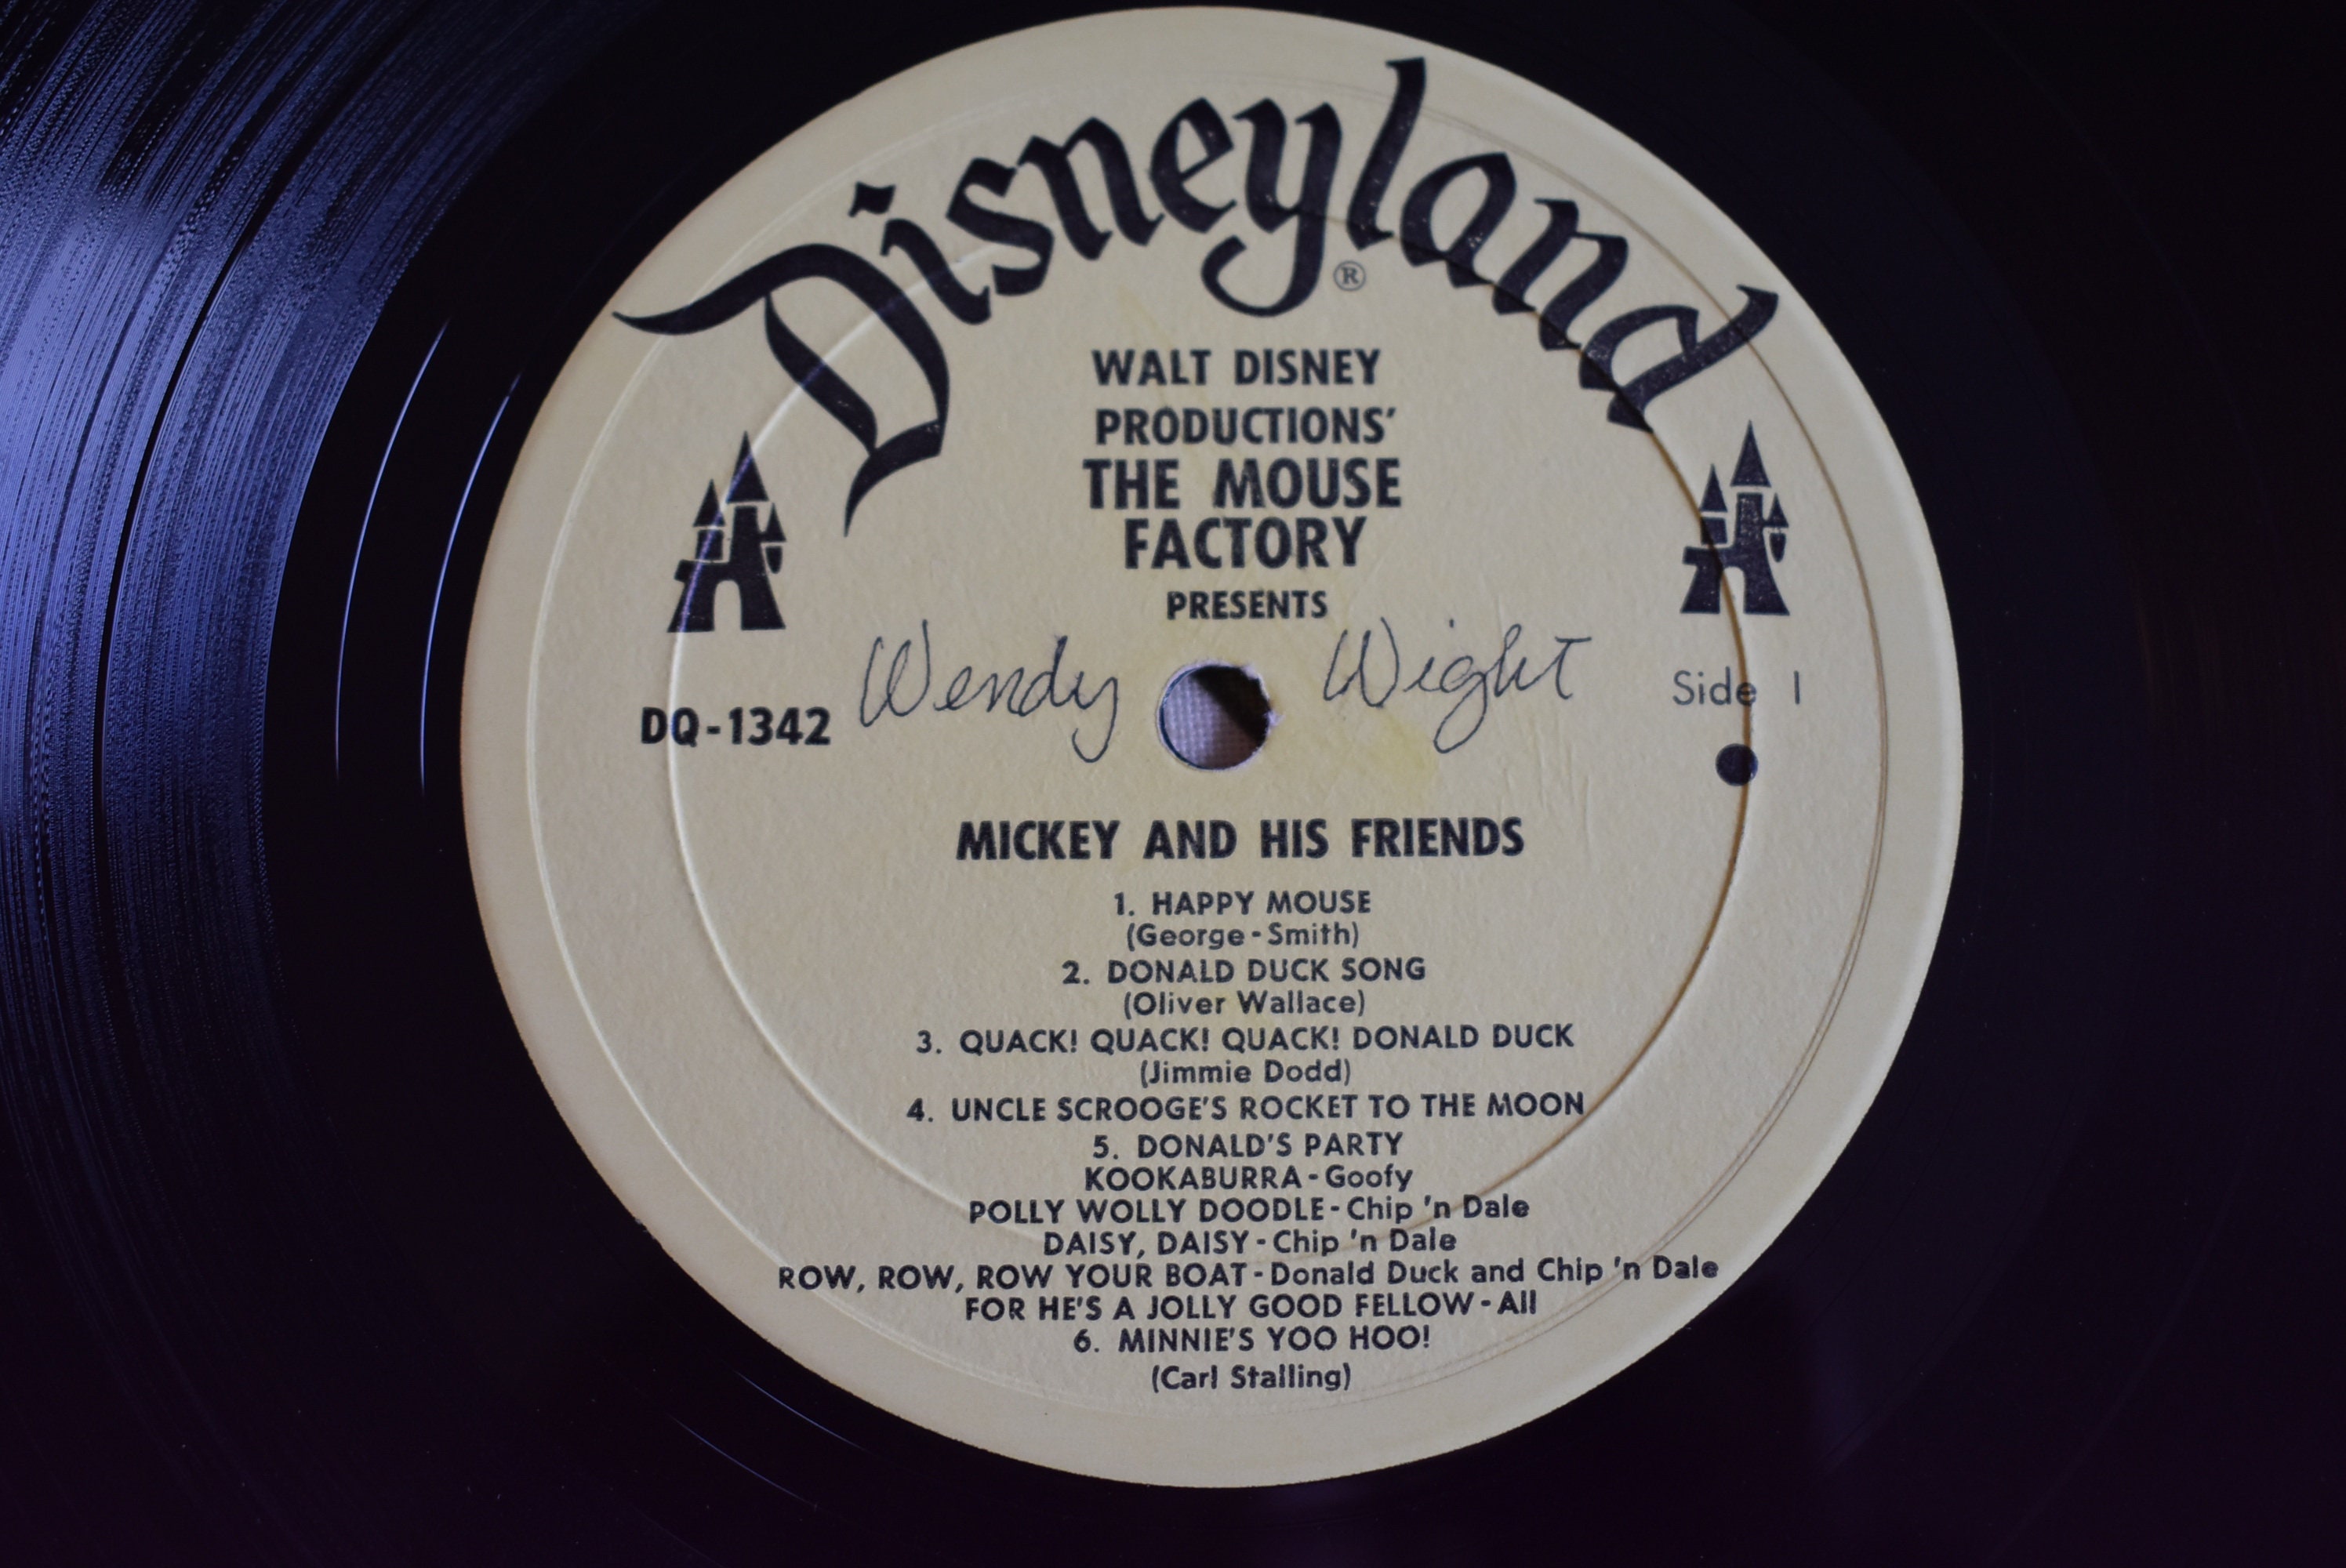 Disneyland®
WALT DISNEY
PRODUCTIONS’
THE MOUSE
FACTORY
PRESENTS
Wendy Wight
DQ-1342
Side 1
MICKEY AND HIS FRIENDS
1. HAPPY MOUSE
(George - Smith)
2. DONALD DUCK SONG
(Oliver Wallace)
3. QUACK! QUACK! QUACK! DONALD DUCK
(Jimmie Dodd)
4. UNCLE SCROOGE'S ROCKET TO THE MOON
5. DONALD'S PARTY
KOOKABURRA - Goofy
POLLY WOLLY DOODLE - Chip 'n Dale
DAISY, DAISY - Chip 'n Dale
ROW, ROW, ROW YOUR BOAT - Donald Duck and Chip 'n Dale
FOR HE'S A JOLLY GOOD FELLOW - All
6. MINNIE'S YOO HOO!
(Carl Stalling)